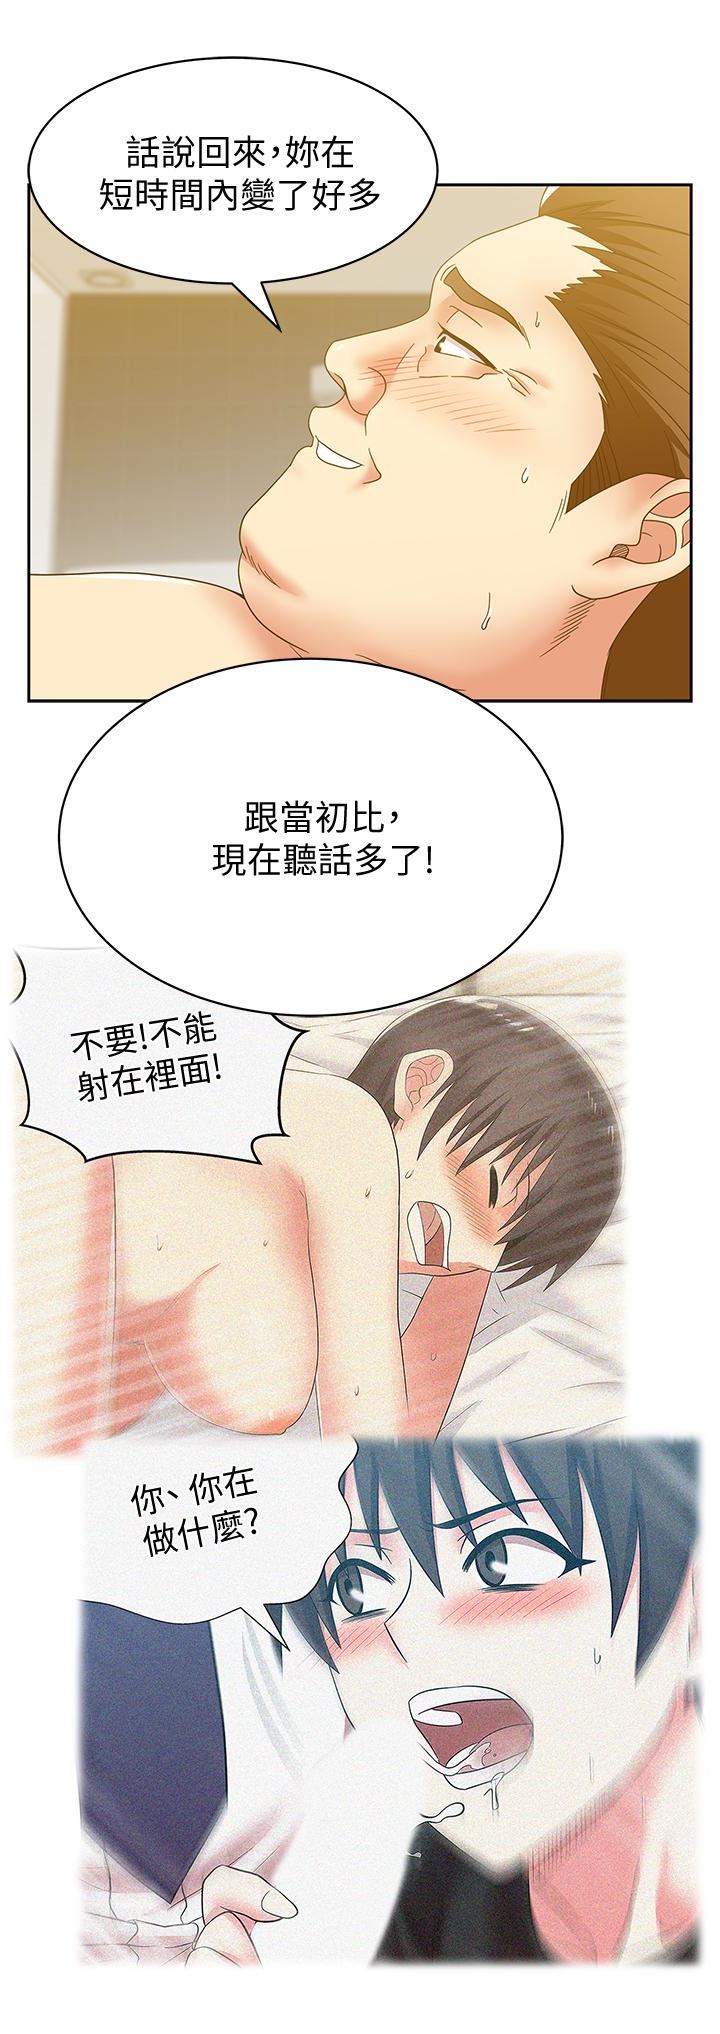 話說回來,妳在
短時間內變了好多
跟當初比,
現在聽話多了!
不要!不能
射在裡面!
你、你在
做什麼?